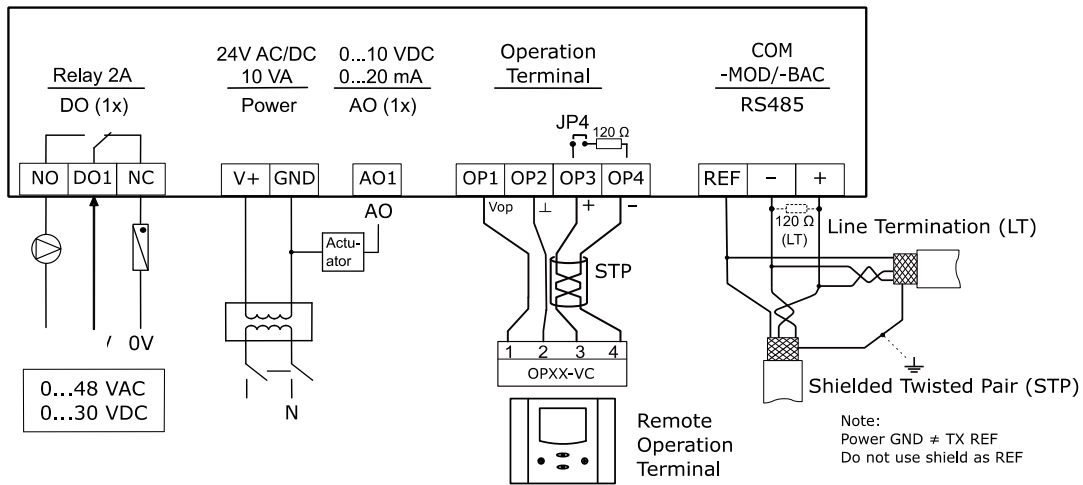 Relay 2A
DO (1x)
24V AC/DC
10 VA
Power
0...10 VDC
0...20 mA
AO (1x)
Operation
Terminal
JP4
120 Ω
COM
-MOD/-BAC
RS485
NO DO1 NC
V+ GND
AO1
OP1 OP2 OP3 OP4
REF − +
Vop ⊥ + −
AO
Actu-
ator
STP
120 Ω
(LT)
Line Termination (LT)
/ 0V
0...48 VAC
0...30 VDC
N
1 2 3 4
OPXX-VC
Remote
Operation
Terminal
Shielded Twisted Pair (STP)
Note:
Power GND ≠ TX REF
Do not use shield as REF